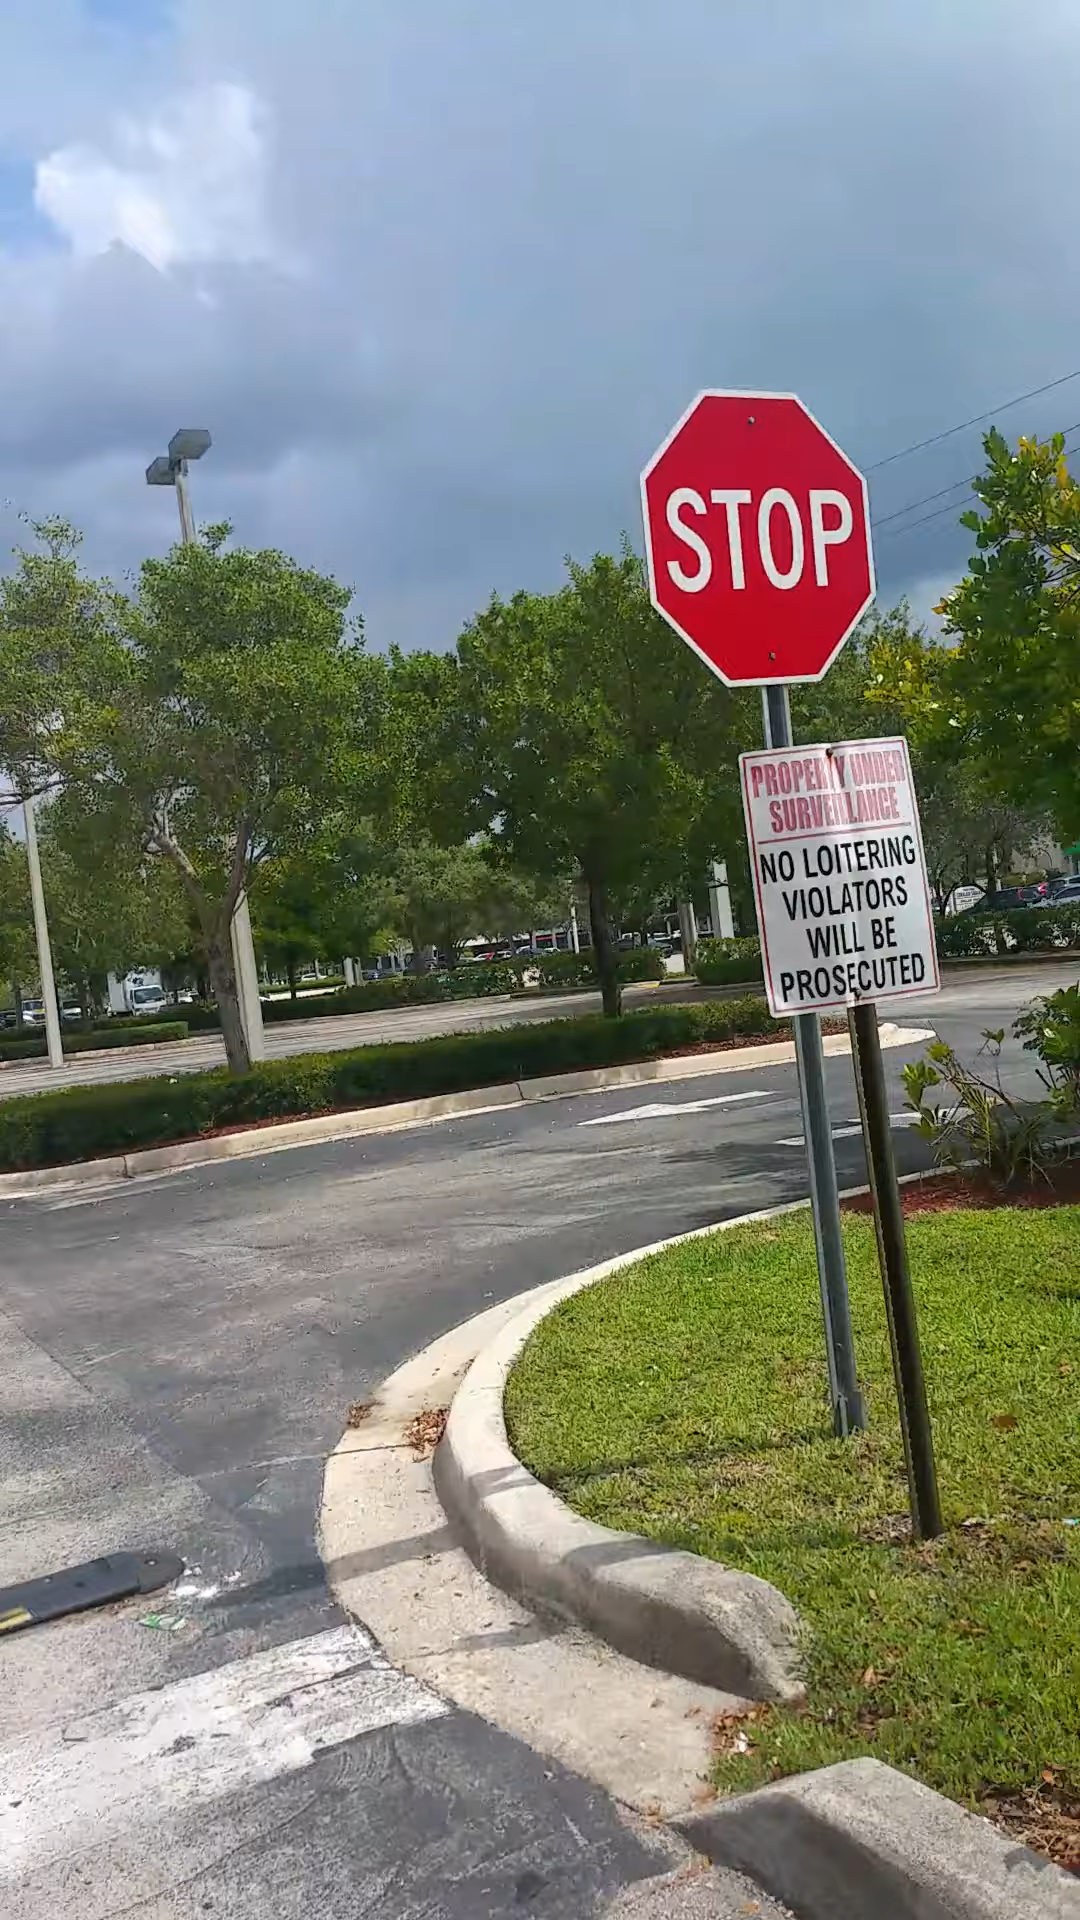 STOP
PROPERTY UNDER
SURVEILLANCE
NO LOITERING
VIOLATORS
WILL BE
PROSECUTED